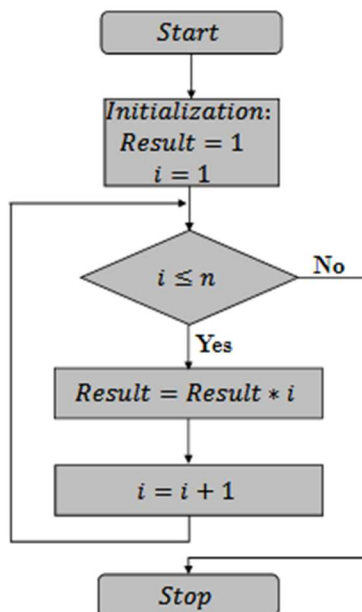 Start
Initialization:
Result = 1
i = 1
i ≤ n
No
Yes
Result = Result * i
i = i + 1
Stop